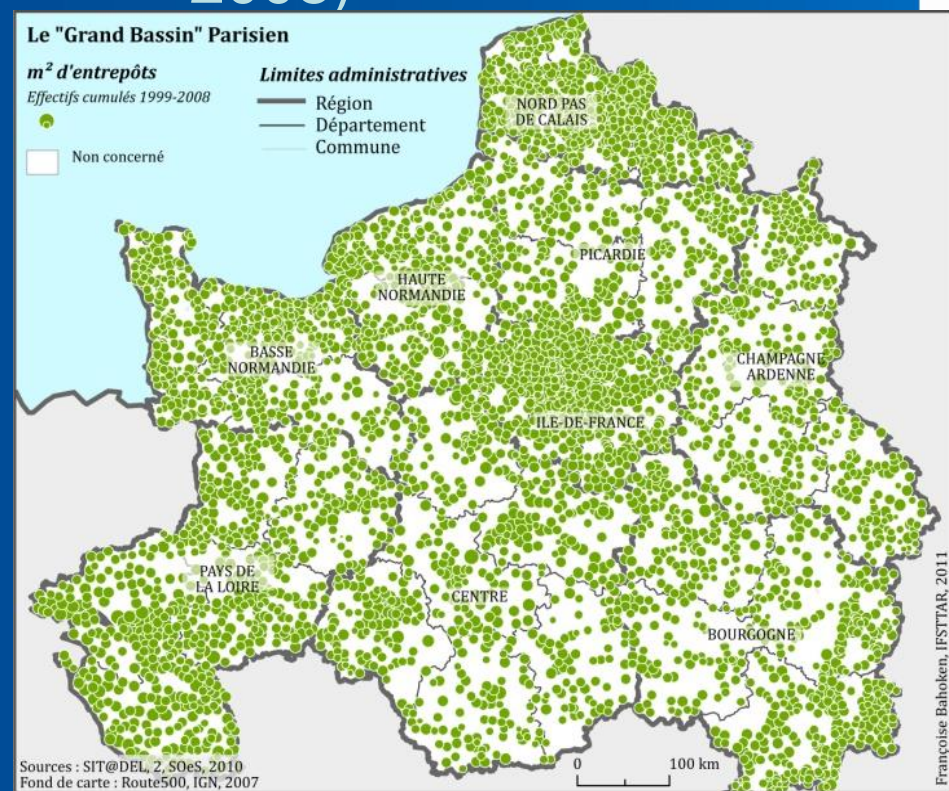 2008)
Le "Grand Bassin" Parisien
m² d'entrepôts
Effectifs cumulés 1999-2008
Non concerné
Limites administratives
Région
Département
Commune
NORD PAS
DE CALAIS
PICARDIE
HAUTE
NORMANDIE
BASSE
NORMANDIE
CHAMPAGNE
ARDENNE
ILE-DE-FRANCE
PAYS DE
LA LOIRE
CENTRE
BOURGOGNE
Sources : SIT@DEL, 2, SOeS, 2010
Fond de carte : Route500, IGN, 2007
0
100 km
Françoise Bahoken, IFSTTAR, 2011